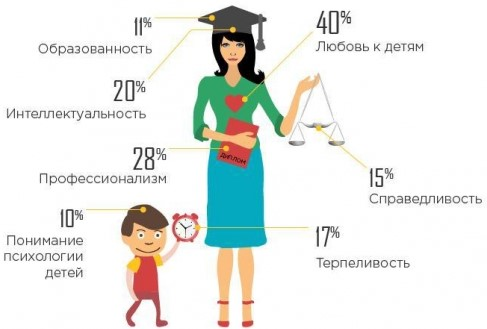 11%
Образованность
20%
Интеллектуальность
28%
Профессионализм
10%
Понимание
психологии
детей
40%
Любовь к детям
15%
Справедливость
17%
Терпеливость
ДИПЛОМ